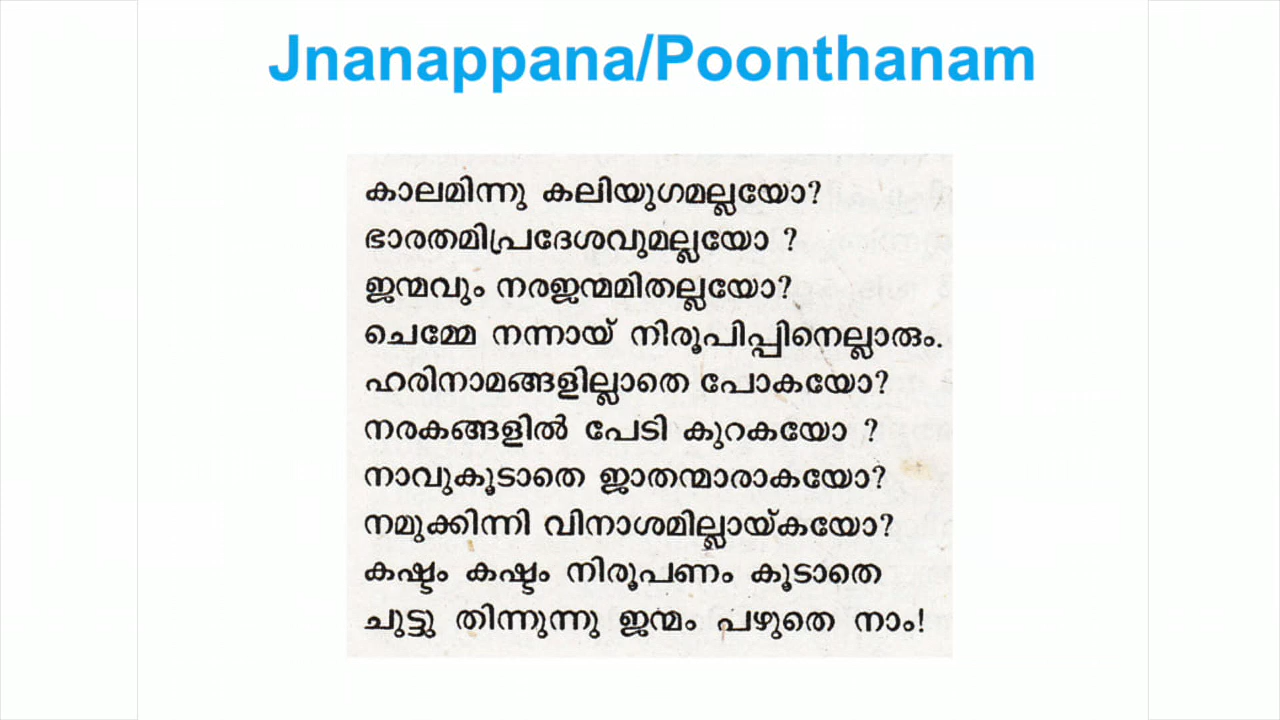 Jnanappana/Poonthanam
കാലമിന്നു കലിയുഗമല്ലയോ?
ഭാരതമിപ്രദേശവുമല്ലയോ ?
ജന്മവും നരജന്മമിതല്ലയോ?
ചെമ്മേ നന്നായ് നിരൂപിപ്പിനെല്ലാരും.
ഹരിനാമങ്ങളില്ലാതെ പോകയോ?
നരകങ്ങളിൽ പേടി കുറകയോ ?
നാവുകൂടാതെ ജാതന്മാരാകയോ?
നമുക്കിന്നി വിനാശമില്ലായ്കയോ?
കഷ്ടം കഷ്ടം നിരൂപണം കൂടാതെ
ചുട്ടു തിന്നുന്നു ജന്മം പഴുതെ നാം!